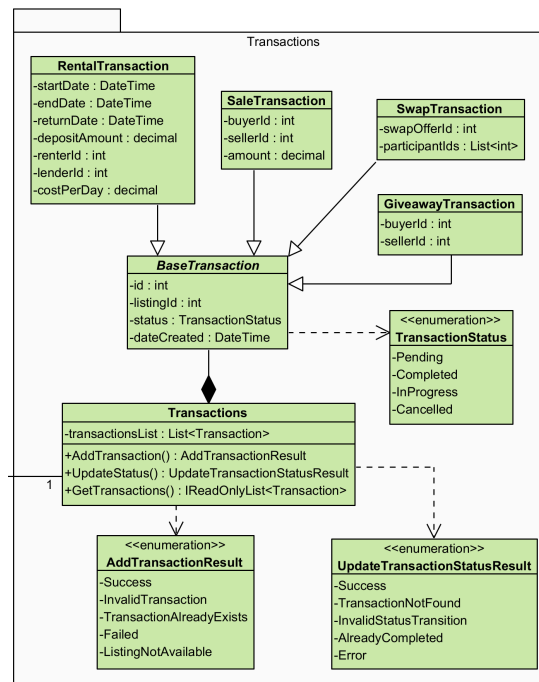 Transactions
RentalTransaction
-startDate : DateTime
-endDate : DateTime
-returnDate : DateTime
-depositAmount : decimal
-renterId : int
-lenderId : int
-costPerDay : decimal
SaleTransaction
-buyerId : int
-sellerId : int
-amount : decimal
SwapTransaction
-swapOfferId : int
-participantIds : List<int>
GiveawayTransaction
-buyerId : int
-sellerId : int
BaseTransaction
-id : int
-listingId : int
-status : TransactionStatus
-dateCreated : DateTime
<<enumeration>>
TransactionStatus
-Pending
-Completed
-InProgress
-Cancelled
Transactions
-transactionsList : List<Transaction>
+AddTransaction() : AddTransactionResult
+UpdateStatus() : UpdateTransactionStatusResult
+GetTransactions() : IReadOnlyList<Transaction>
1
<<enumeration>>
AddTransactionResult
-Success
-InvalidTransaction
-TransactionAlreadyExists
-Failed
-ListingNotAvailable
<<enumeration>>
UpdateTransactionStatusResult
-Success
-TransactionNotFound
-InvalidStatusTransition
-AlreadyCompleted
-Error